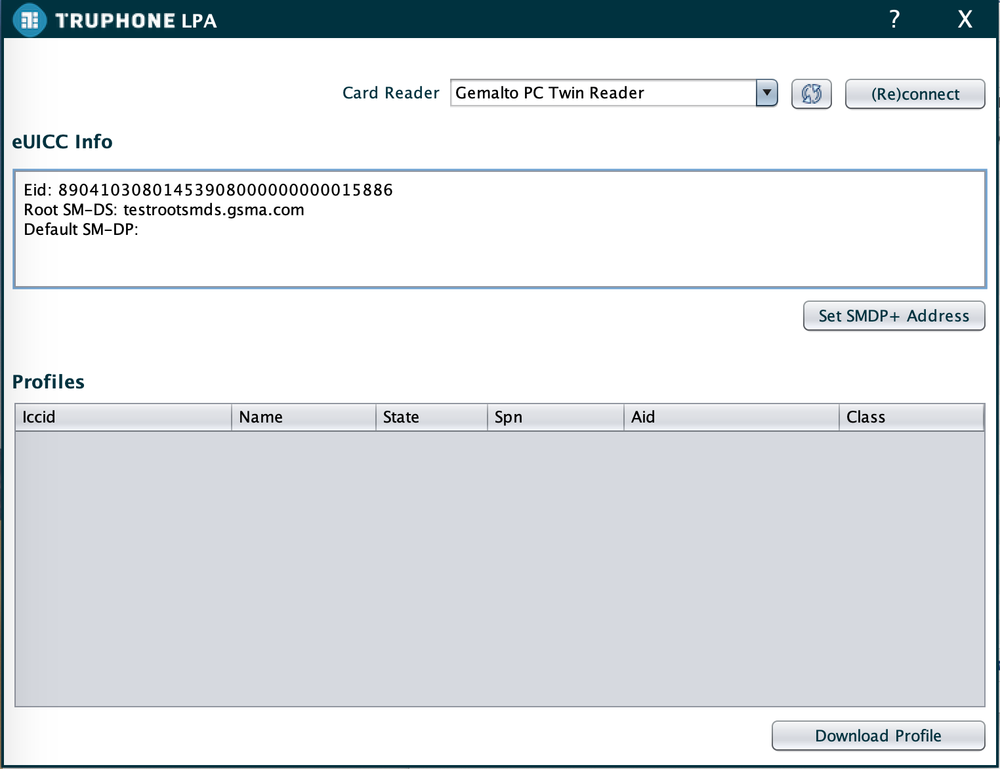 TRUPHONE LPA
? X
Card Reader Gemalto PC Twin Reader (Re)connect
eUICC Info
Eid: 89041030801453908000000000015886
Root SM-DS: testrootsmds.gsma.com
Default SM-DP:
Set SMDP+ Address
Profiles
Iccid Name State Spn Aid Class
Download Profile